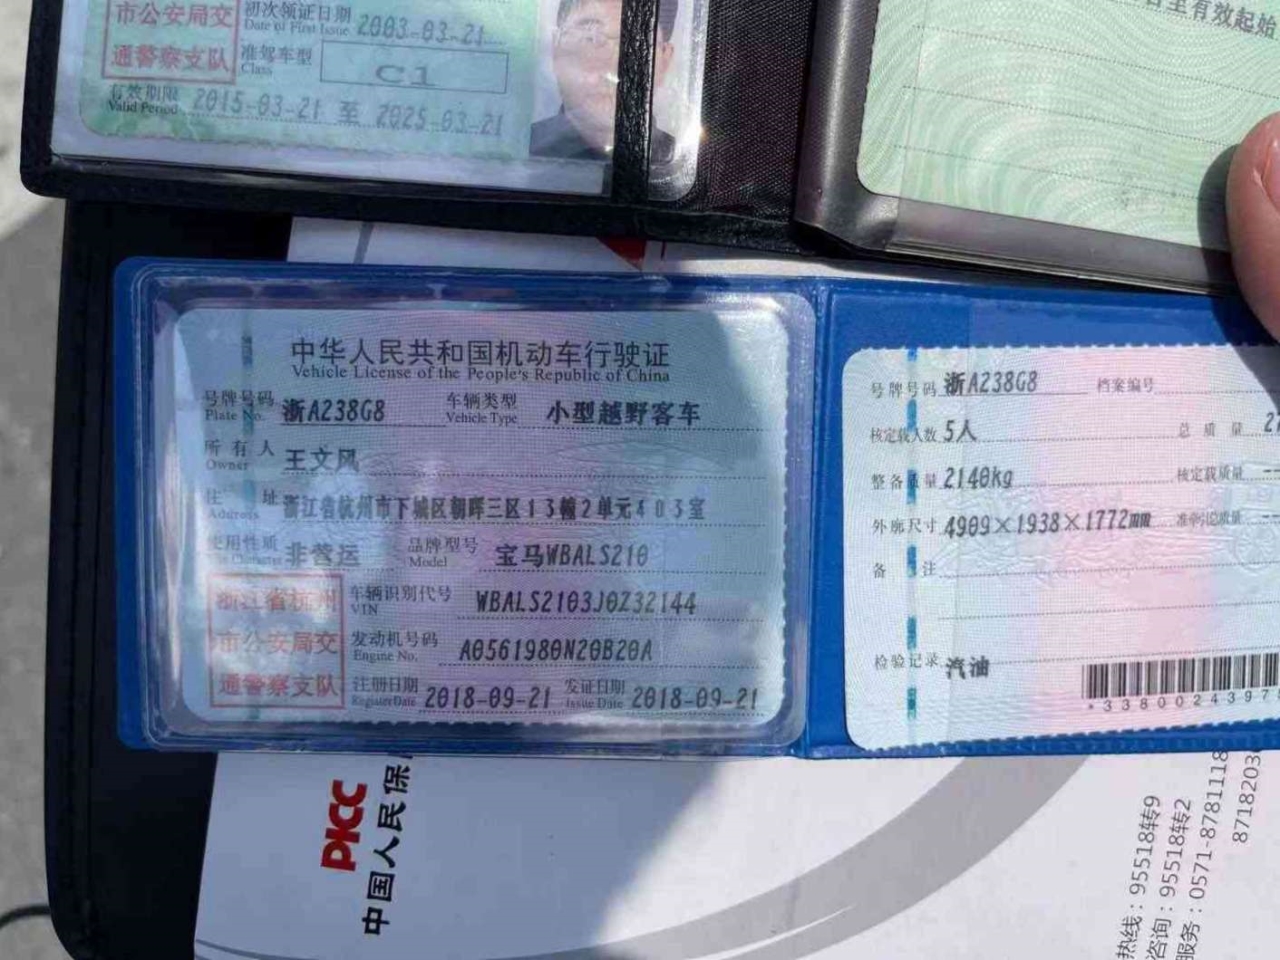 市公安局交
通警察支队
初次领证日期 2003-03-21
Date of First Issue
准驾车型 C1
Class
有效期限 2015-03-21 至 2025-03-21
Valid Period
至有效起始
中华人民共和国机动车行驶证
Vehicle License of the People's Republic of China
号牌号码 浙A238G8 车辆类型 小型越野客车
Plate No. Vehicle Type
所有人 王文风
Owner
住 址 浙江省杭州市下城区朝晖三区13幢2单元403室
Address
使用性质 非营运 品牌型号 宝马WBALS210
Model
浙江省杭州
市公安局交
通警察支队
车辆识别代号 WBALS2103J0Z32144
VIN
发动机号码 A0561980N20B20A
Engine No.
注册日期 2018-09-21 发证日期 2018-09-21
Register Date Issue Date
号牌号码 浙A238G8 档案编号
核定载人数 5人 总质量
整备质量 2140kg 核定载质量
外廓尺寸 4909×1938×1772mm
备 注
检验记录 汽油
*3380024397
PICC
中国人民保
热线：95518转9
咨询：95518转2
服务：0571-8781118
8718203